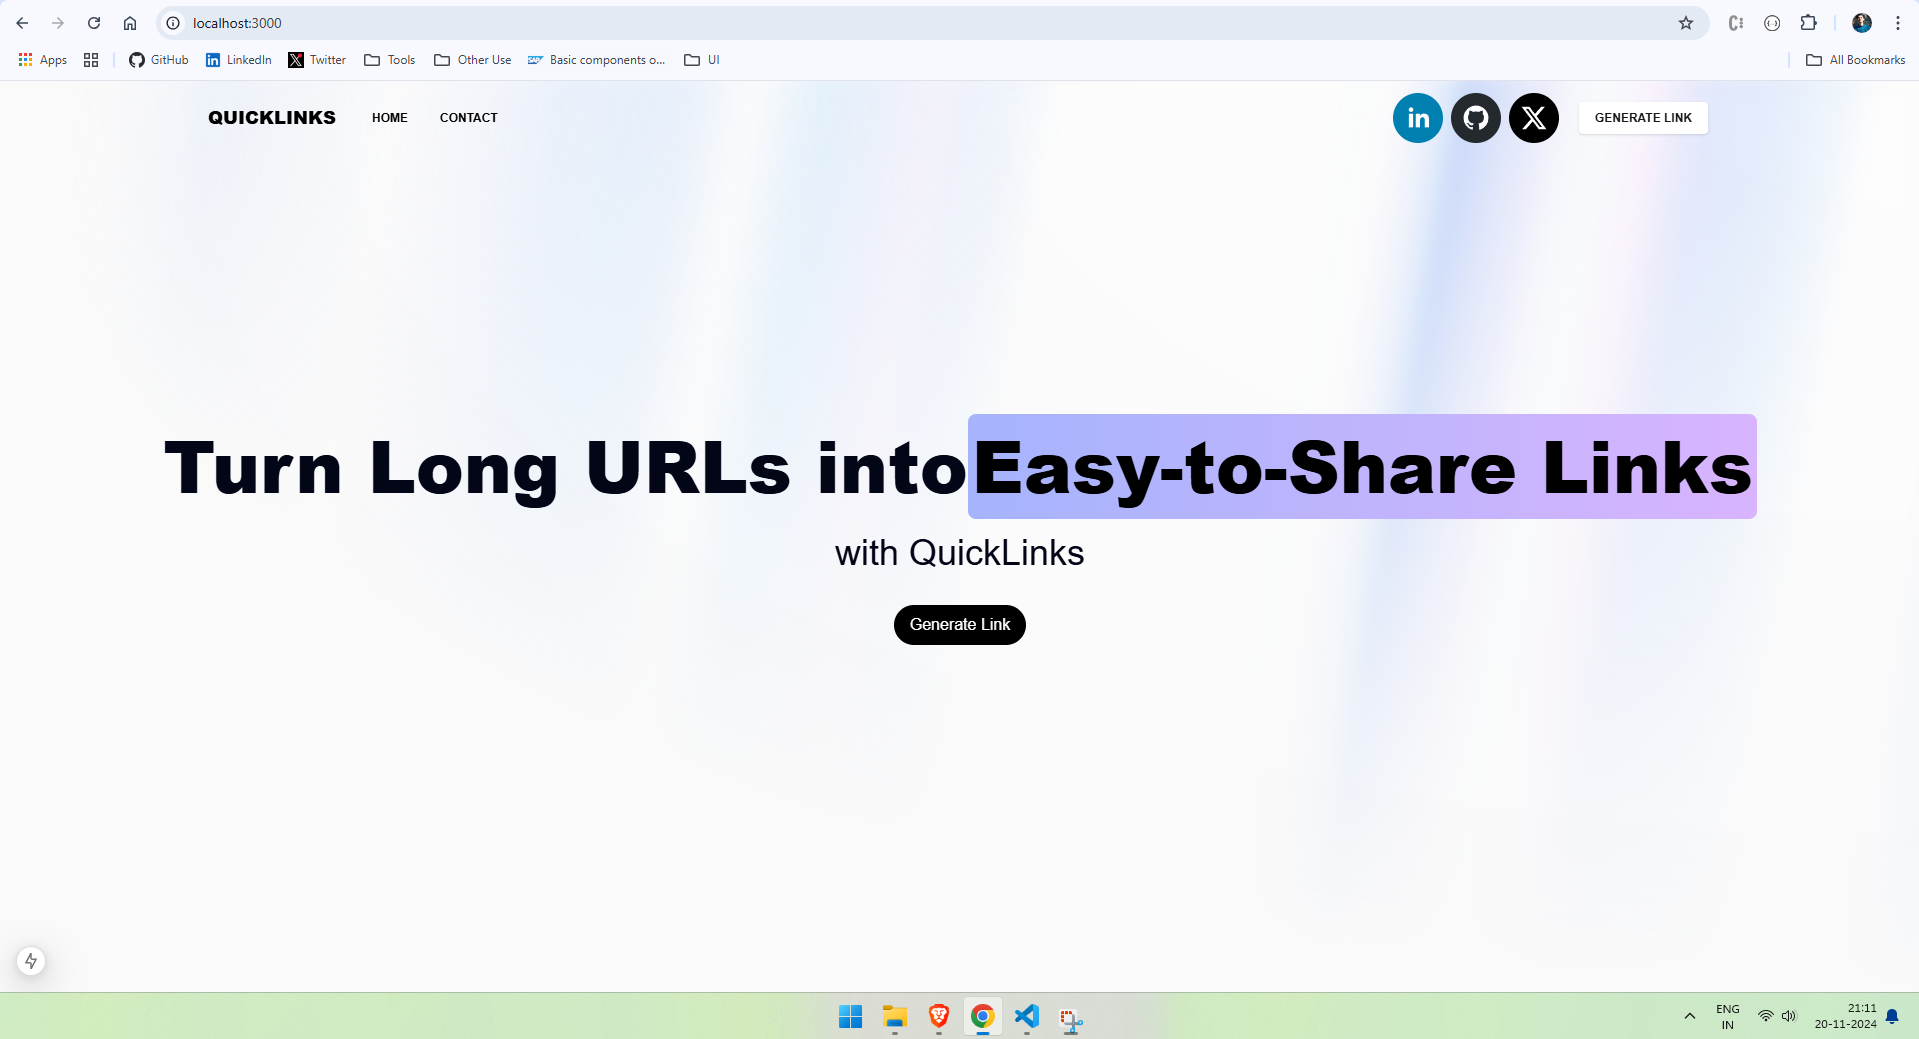 localhost:3000
Apps GitHub LinkedIn Twitter Tools Other Use Basic components o... UI All Bookmarks
QUICKLINKS HOME CONTACT GENERATE LINK
Turn Long URLs into Easy-to-Share Links
with QuickLinks
Generate Link
ENG
IN
21:11
20-11-2024